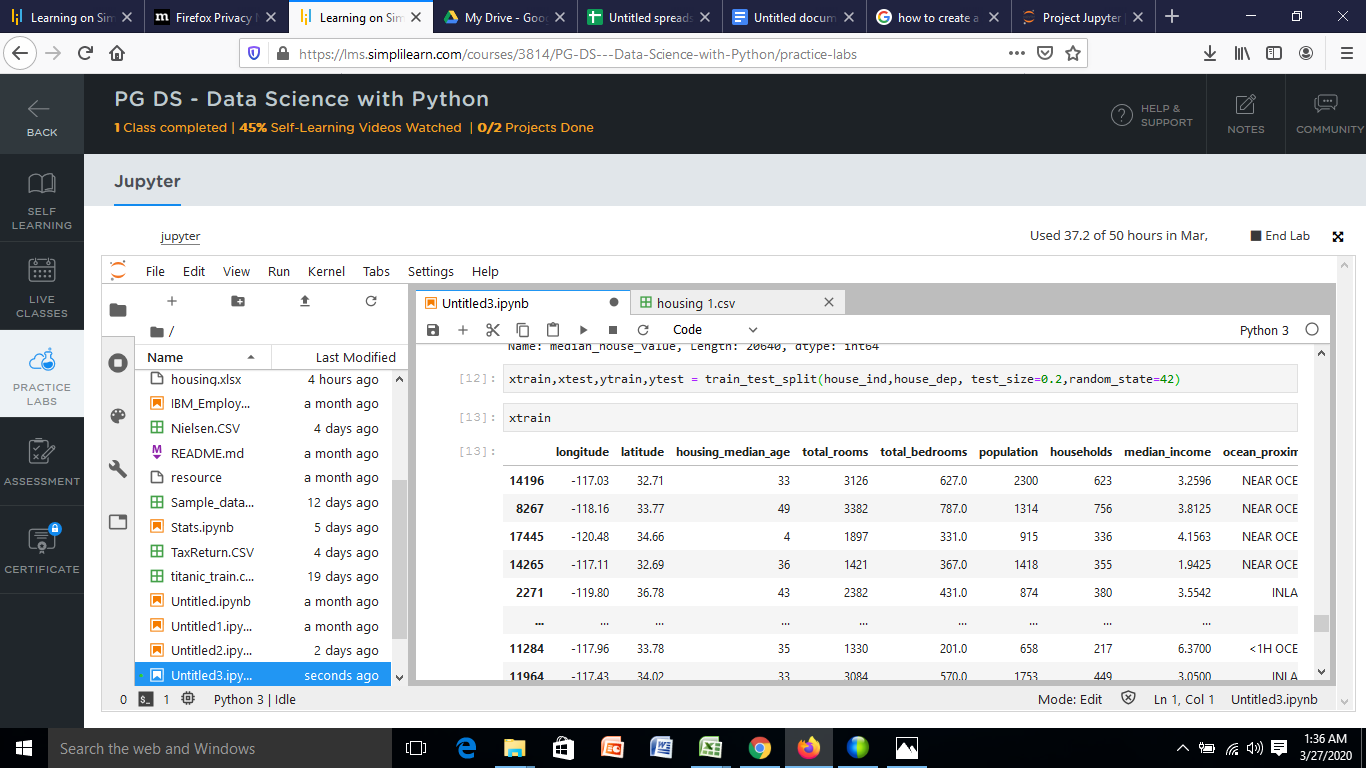 Learning on Sim
Firefox Privacy N
Learning on Sim
My Drive - Goog
Untitled spreads
Untitled docum
how to create a
Project Jupyter |
https://lms.simplilearn.com/courses/3814/PG-DS---Data-Science-with-Python/practice-labs
BACK
PG DS - Data Science with Python
1 Class completed | 45% Self-Learning Videos Watched | 0/2 Projects Done
HELP &
SUPPORT
NOTES
COMMUNITY
SELF
LEARNING
LIVE
CLASSES
PRACTICE
LABS
ASSESSMENT
CERTIFICATE
Jupyter
jupyter
Used 37.2 of 50 hours in Mar,
End Lab
File Edit View Run Kernel Tabs Settings Help
/
Name Last Modified
housing.xlsx 4 hours ago
IBM_Employ... a month ago
Nielsen.CSV 4 days ago
README.md a month ago
resource a month ago
Sample_data... 12 days ago
Stats.ipynb 5 days ago
TaxReturn.CSV 4 days ago
titanic_train.c... 19 days ago
Untitled.ipynb a month ago
Untitled1.ipy... a month ago
Untitled2.ipy... 2 days ago
Untitled3.ipy... seconds ago
Untitled3.ipynb
housing 1.csv
Code
Python 3
Name: median_house_value, Length: 20640, dtype: int64
[12]: xtrain,xtest,ytrain,ytest = train_test_split(house_ind,house_dep, test_size=0.2,random_state=42)
[13]: xtrain
[13]: longitude latitude housing_median_age total_rooms total_bedrooms population households median_income ocean_proxim
14196 -117.03 32.71 33 3126 627.0 2300 623 3.2596 NEAR OCE
8267 -118.16 33.77 49 3382 787.0 1314 756 3.8125 NEAR OCE
17445 -120.48 34.66 4 1897 331.0 915 336 4.1563 NEAR OCE
14265 -117.11 32.69 36 1421 367.0 1418 355 1.9425 NEAR OCE
2271 -119.80 36.78 43 2382 431.0 874 380 3.5542 INLA
... ... ... ... ... ... ... ... ...
11284 -117.96 33.78 35 1330 201.0 658 217 6.3700 <1H OCE
11964 -117.43 34.02 33 3084 570.0 1753 449 3.0500 INLA
0 1 Python 3 | Idle
Mode: Edit Ln 1, Col 1 Untitled3.ipynb
Search the web and Windows
1:36 AM
3/27/2020